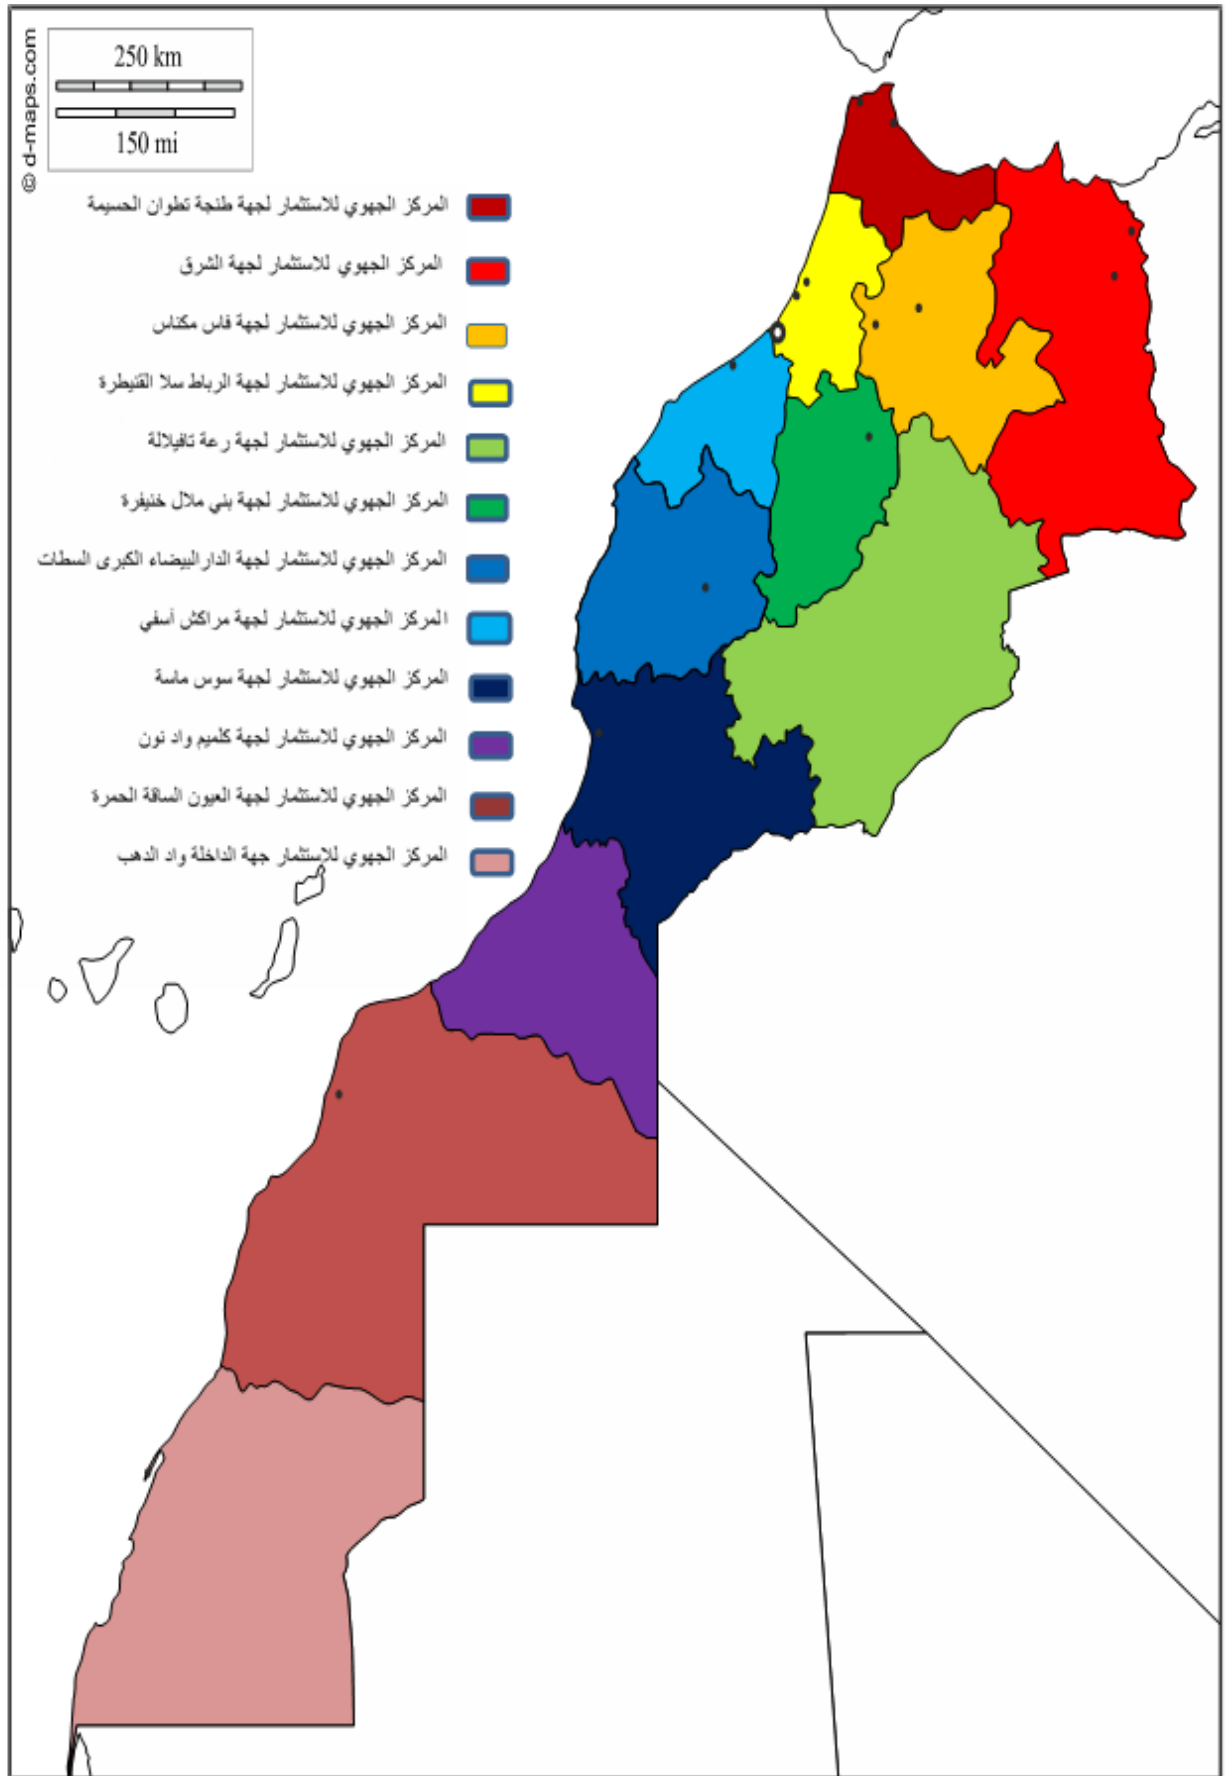 © d-maps.com
250 km
150 mi
المركز الجهوي للاستثمار لجهة طنجة تطوان الحسيمة
المركز الجهوي للاستثمار لجهة الشرق
المركز الجهوي للاستثمار لجهة فاس مكناس
المركز الجهوي للاستثمار لجهة الرباط سلا القنيطرة
المركز الجهوي للاستثمار لجهة رعة تافيلالة
المركز الجهوي للاستثمار لجهة بني ملال خنيفرة
المركز الجهوي للاستثمار لجهة الدارالبيضاء الكبرى السطات
المركز الجهوي للاستثمار لجهة مراكش أسفي
المركز الجهوي للاستثمار لجهة سوس ماسة
المركز الجهوي للاستثمار لجهة كلميم واد نون
المركز الجهوي للاستثمار لجهة العيون الساقة الحمرة
المركز الجهوي للاستثمار جهة الداخلة واد الدهب